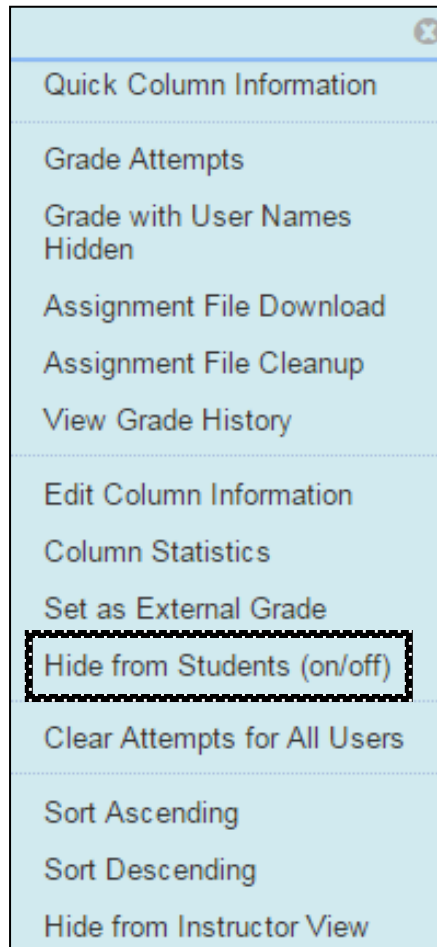 Quick Column Information
Grade Attempts
Grade with User Names
Hidden
Assignment File Download
Assignment File Cleanup
View Grade History
Edit Column Information
Column Statistics
Set as External Grade
Hide from Students (on/off)
Clear Attempts for All Users
Sort Ascending
Sort Descending
Hide from Instructor View